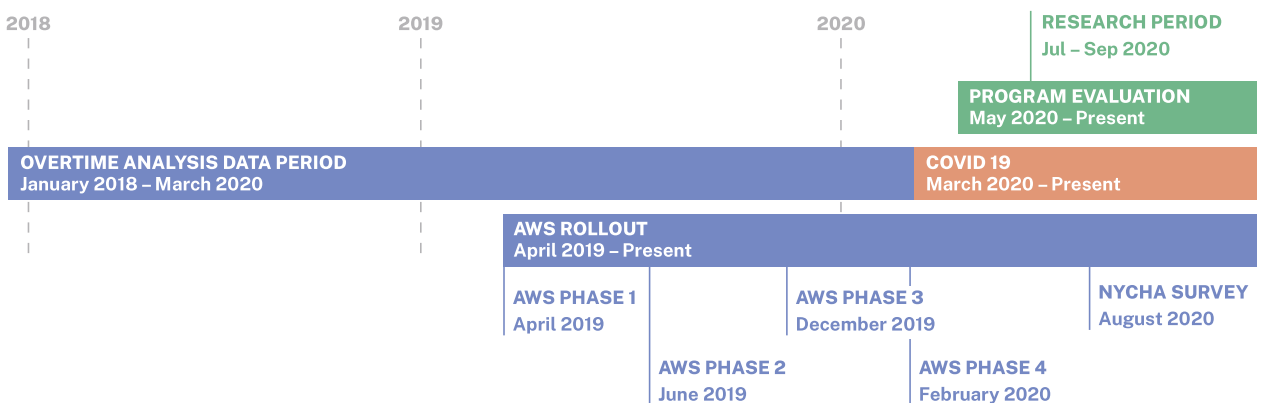 2018
2019
2020
RESEARCH PERIOD
Jul – Sep 2020
PROGRAM EVALUATION
May 2020 – Present
OVERTIME ANALYSIS DATA PERIOD
January 2018 – March 2020
COVID 19
March 2020 – Present
AWS ROLLOUT
April 2019 – Present
AWS PHASE 1
April 2019
AWS PHASE 2
June 2019
AWS PHASE 3
December 2019
AWS PHASE 4
February 2020
NYCHA SURVEY
August 2020